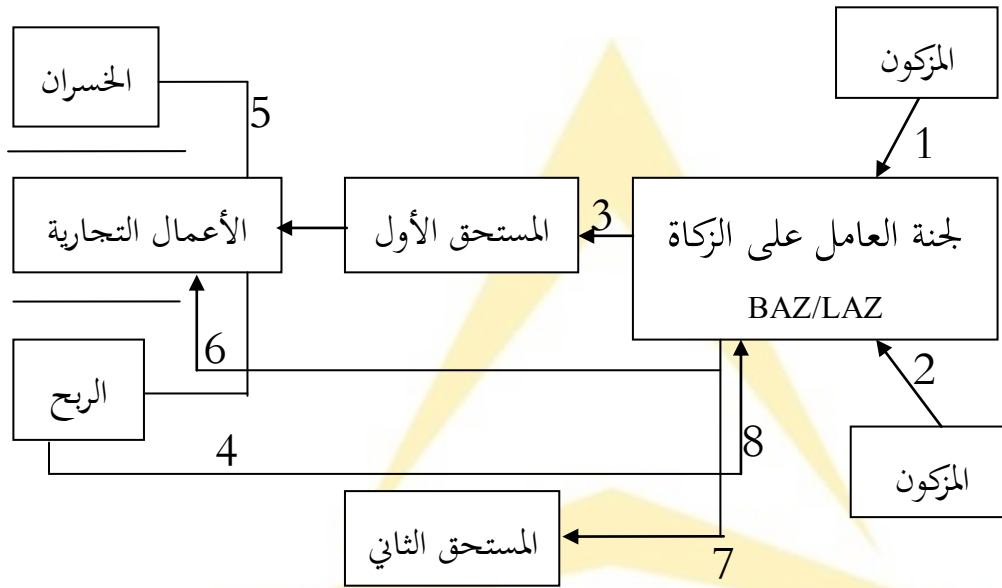 المزكون
الخسران
5
1
لجنة العامل على الزكاة
BAZ/LAZ
3
المستحق الأول
الأعمال التجارية
6
2
الربح
4
8
المزكون
المستحق الثاني
7